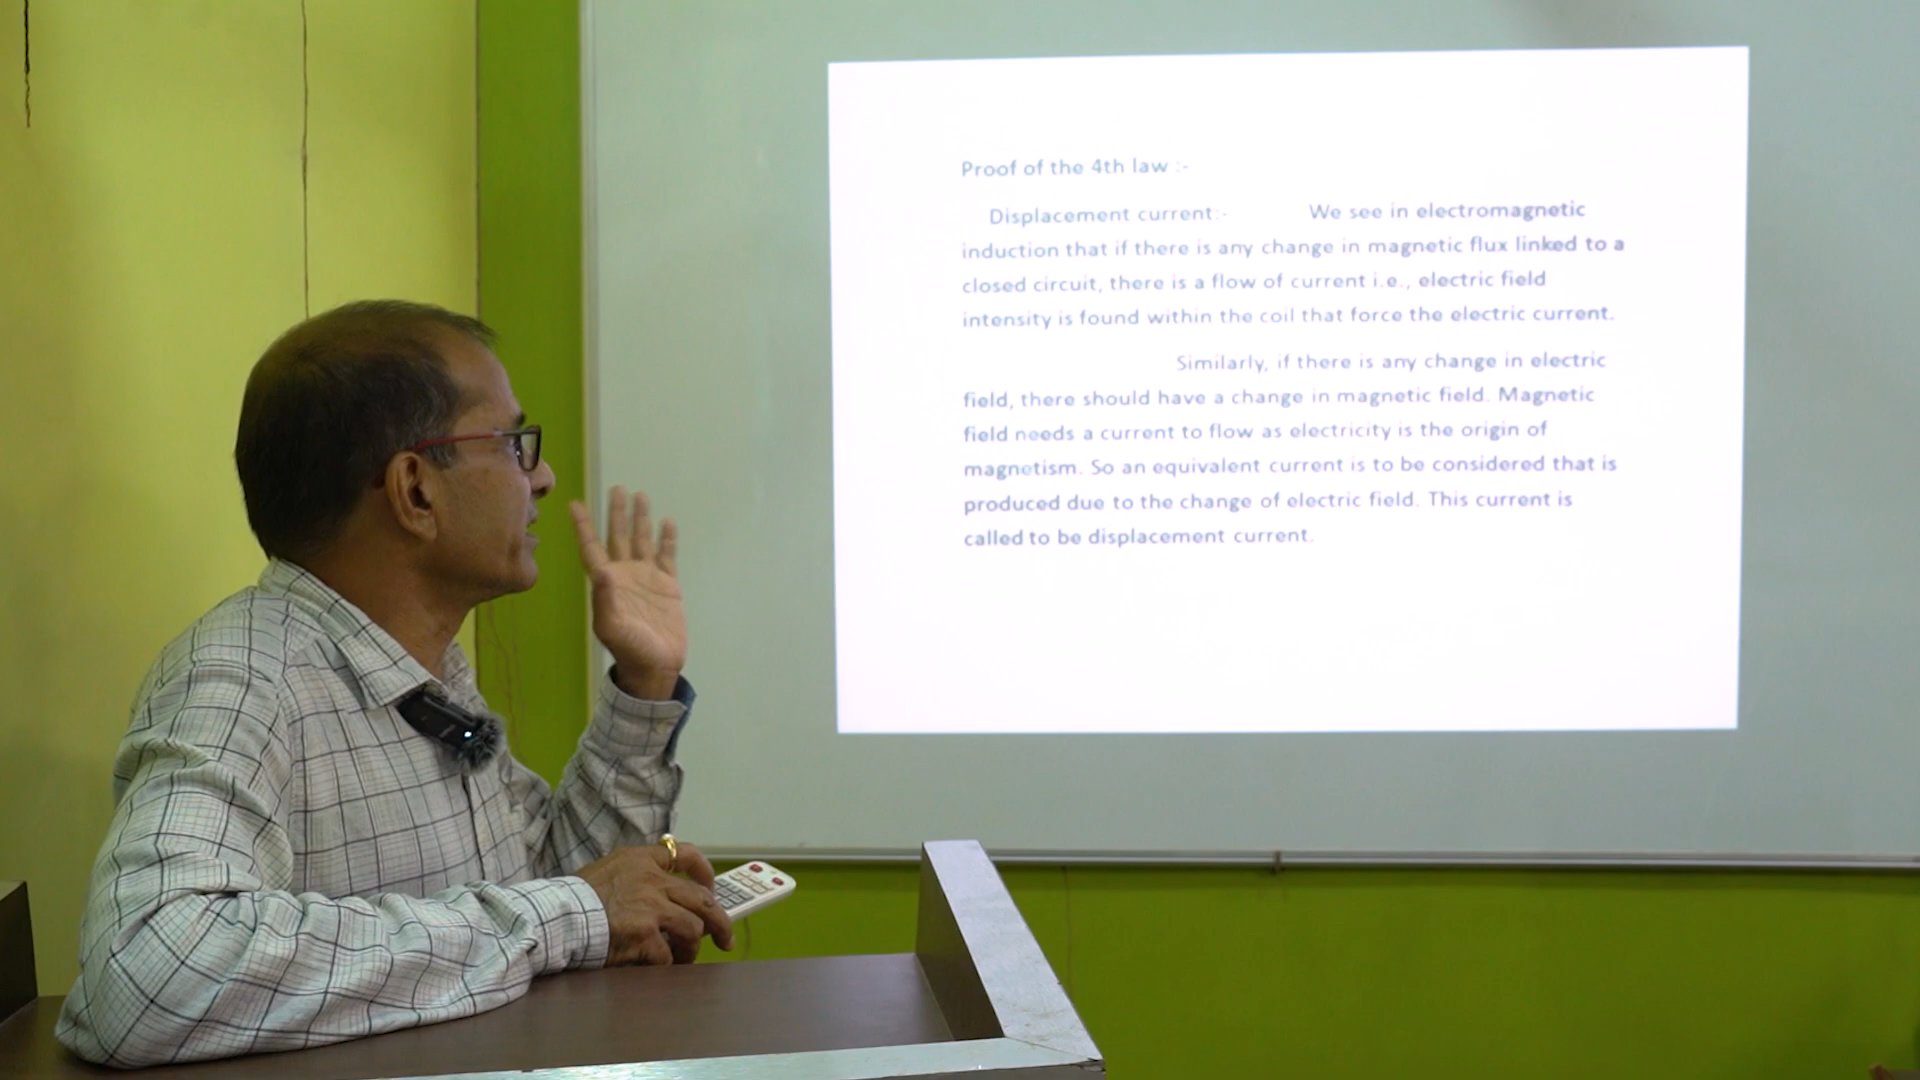 Proof of the 4th law :-
Displacement current:- We see in electromagnetic
induction that if there is any change in magnetic flux linked to a
closed circuit, there is a flow of current i.e., electric field
intensity is found within the coil that force the electric current.
Similarly, if there is any change in electric
field, there should have a change in magnetic field. Magnetic
field needs a current to flow as electricity is the origin of
magnetism. So an equivalent current is to be considered that is
produced due to the change of electric field. This current is
called to be displacement current.